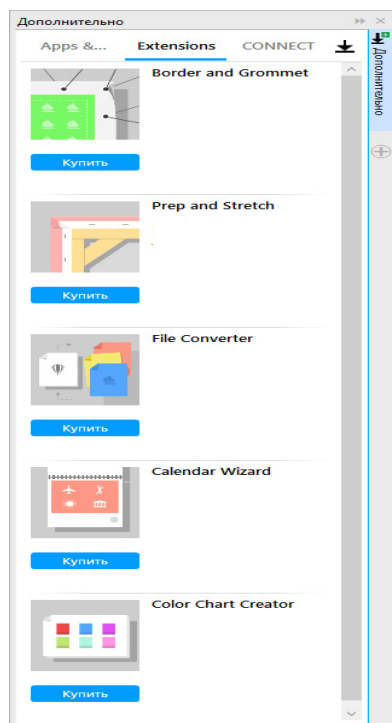 Дополнительно
Apps &... Extensions CONNECT
Дополнительно
Border and Grommet
Купить
Prep and Stretch
Купить
File Converter
Купить
Calendar Wizard
Купить
Color Chart Creator
Купить